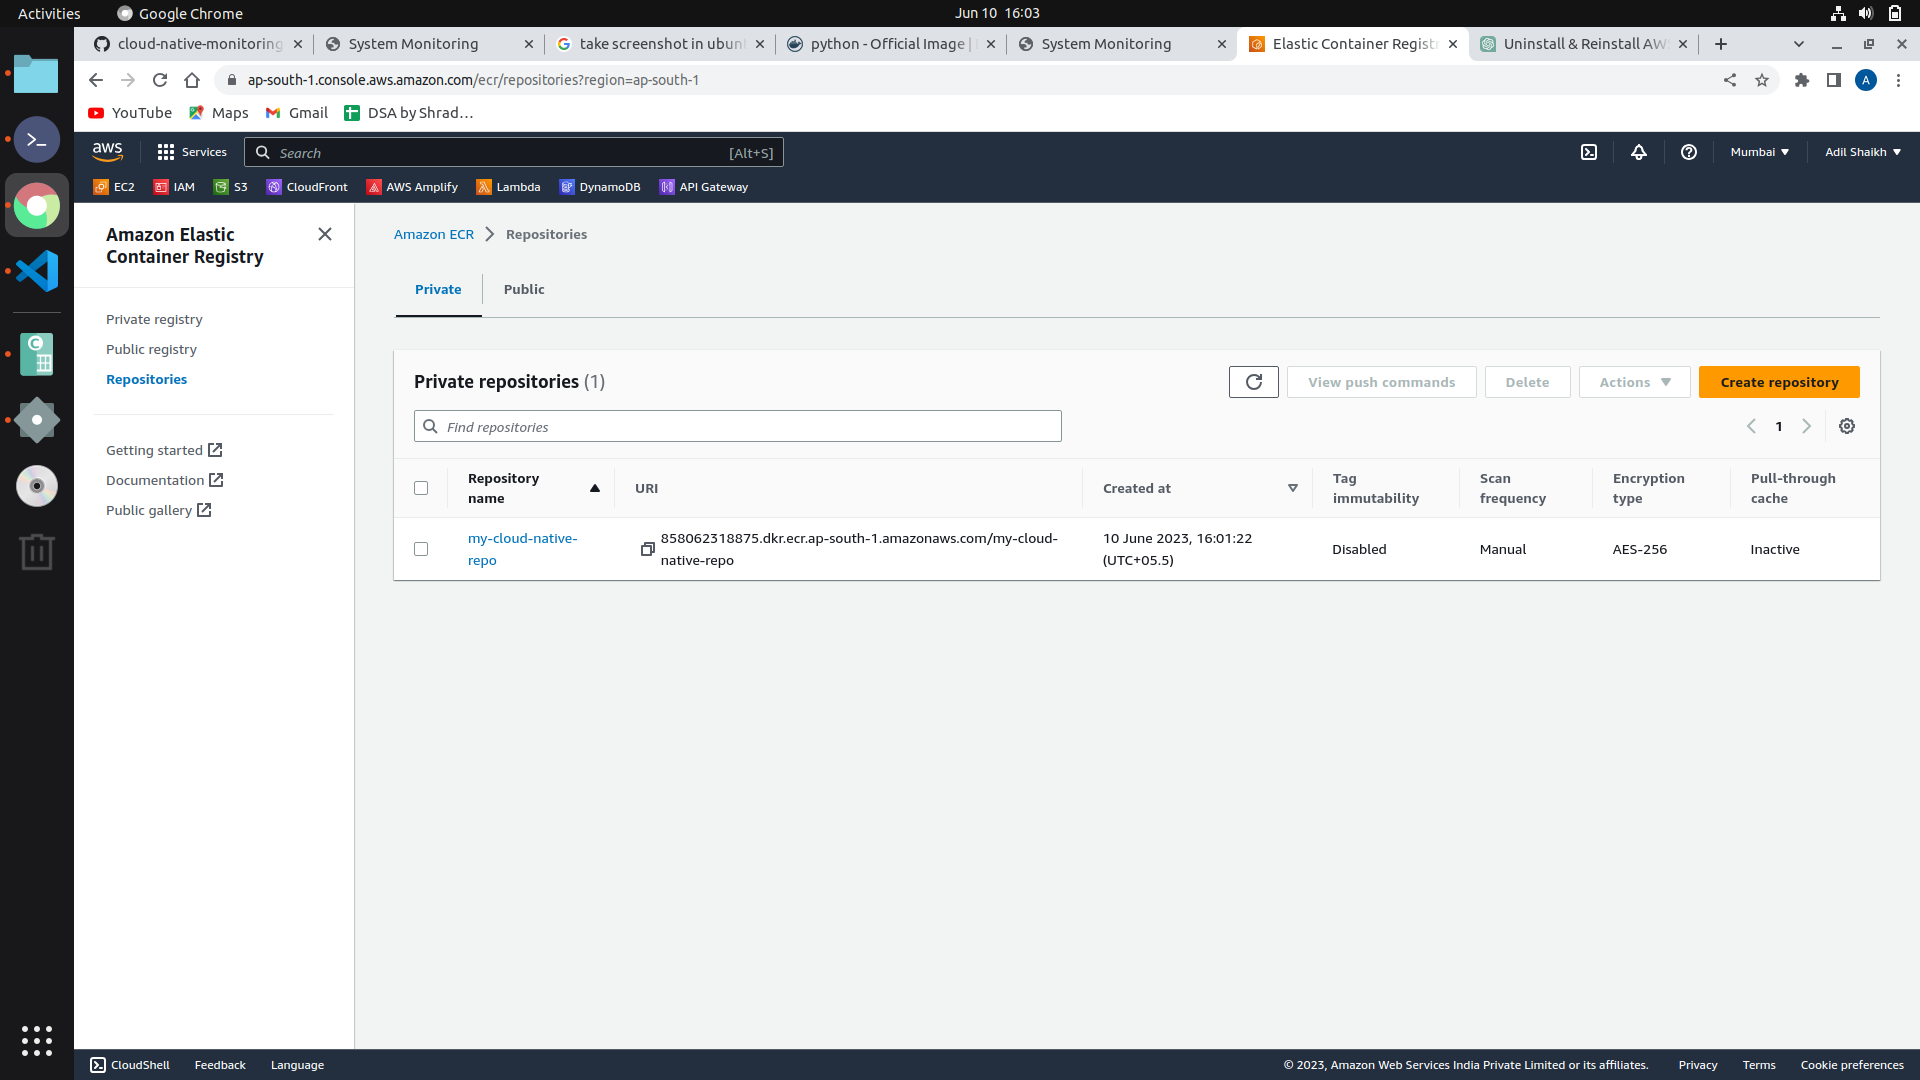 Activities Google Chrome Jun 10 16:03
cloud-native-monitoring System Monitoring take screenshot in ubun python - Official Image | System Monitoring Elastic Container Regist Uninstall & Reinstall AW
ap-south-1.console.aws.amazon.com/ecr/repositories?region=ap-south-1 A
YouTube Maps Gmail DSA by Shrad...
aws Services Search [Alt+S] Mumbai Adil Shaikh
EC2 IAM S3 CloudFront AWS Amplify Lambda DynamoDB API Gateway
Amazon Elastic
Container Registry
Private registry
Public registry
Repositories
Getting started
Documentation
Public gallery
Amazon ECR Repositories
Private Public
Private repositories (1) View push commands Delete Actions Create repository
Find repositories 1
Repository
name
URI
Created at
Tag
immutability
Scan
frequency
Encryption
type
Pull-through
cache
my-cloud-native-
repo
858062318875.dkr.ecr.ap-south-1.amazonaws.com/my-cloud-
native-repo
10 June 2023, 16:01:22
(UTC+05.5)
Disabled
Manual
AES-256
Inactive
CloudShell Feedback Language © 2023, Amazon Web Services India Private Limited or its affiliates. Privacy Terms Cookie preferences